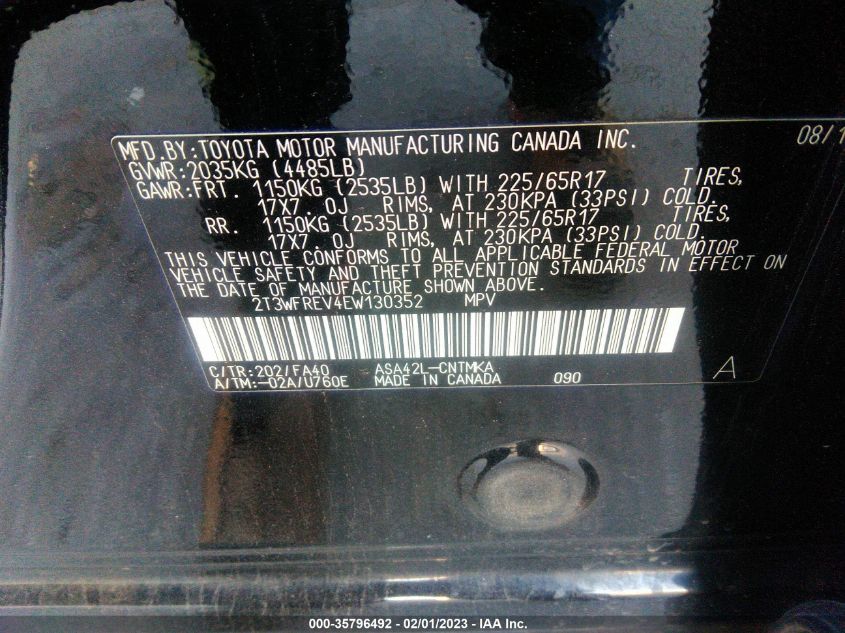 MFD.BY:TOYOTA MOTOR MANUFACTURING CANADA INC. 08/1
GVWR:2035KG (4485LB)
GAWR:FRT. 1150KG (2535LB) WITH 225/65R17 TIRES,
17X7.0J RIMS, AT 230KPA (33PSI) COLD.
RR. 1150KG (2535LB) WITH 225/65R17 TIRES,
17X7.0J RIMS, AT 230KPA (33PSI) COLD.
THIS VEHICLE CONFORMS TO ALL APPLICABLE FEDERAL MOTOR
VEHICLE SAFETY AND THEFT PREVENTION STANDARDS IN EFFECT ON
THE DATE OF MANUFACTURE SHOWN ABOVE.
2T3WFREV4EW130352 MPV
C/TR:202/FA40 ASA42L-CNTMKA
A/TM:-02A/U760E MADE IN CANADA 090 A
000-35796492 - 02/01/2023 - IAA Inc.